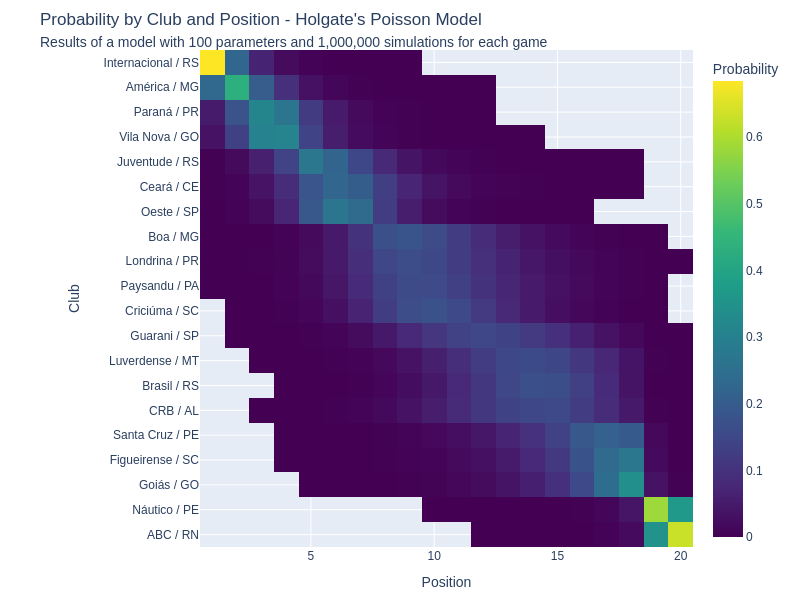 Probability by Club and Position - Holgate's Poisson Model
Results of a model with 100 parameters and 1,000,000 simulations for each game
Probability
Internacional / RS
América / MG
Paraná / PR
Vila Nova / GO
Juventude / RS
Ceará / CE
Oeste / SP
Boa / MG
Londrina / PR
Paysandu / PA
Criciúma / SC
Guarani / SP
Luverdense / MT
Brasil / RS
CRB / AL
Santa Cruz / PE
Figueirense / SC
Goiás / GO
Náutico / PE
ABC / RN
Club
5
10
15
20
Position
0.6
0.5
0.4
0.3
0.2
0.1
0